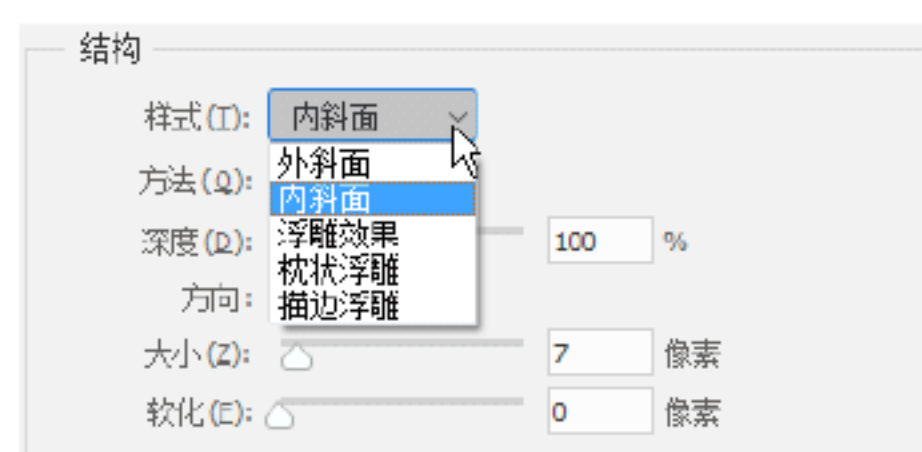 结构
样式(T): 内斜面
外斜面
方法(Q):
内斜面
深度(D): 浮雕效果 100 %
枕状浮雕
方向:
描边浮雕
大小(Z): 7 像素
软化(F): 0 像素